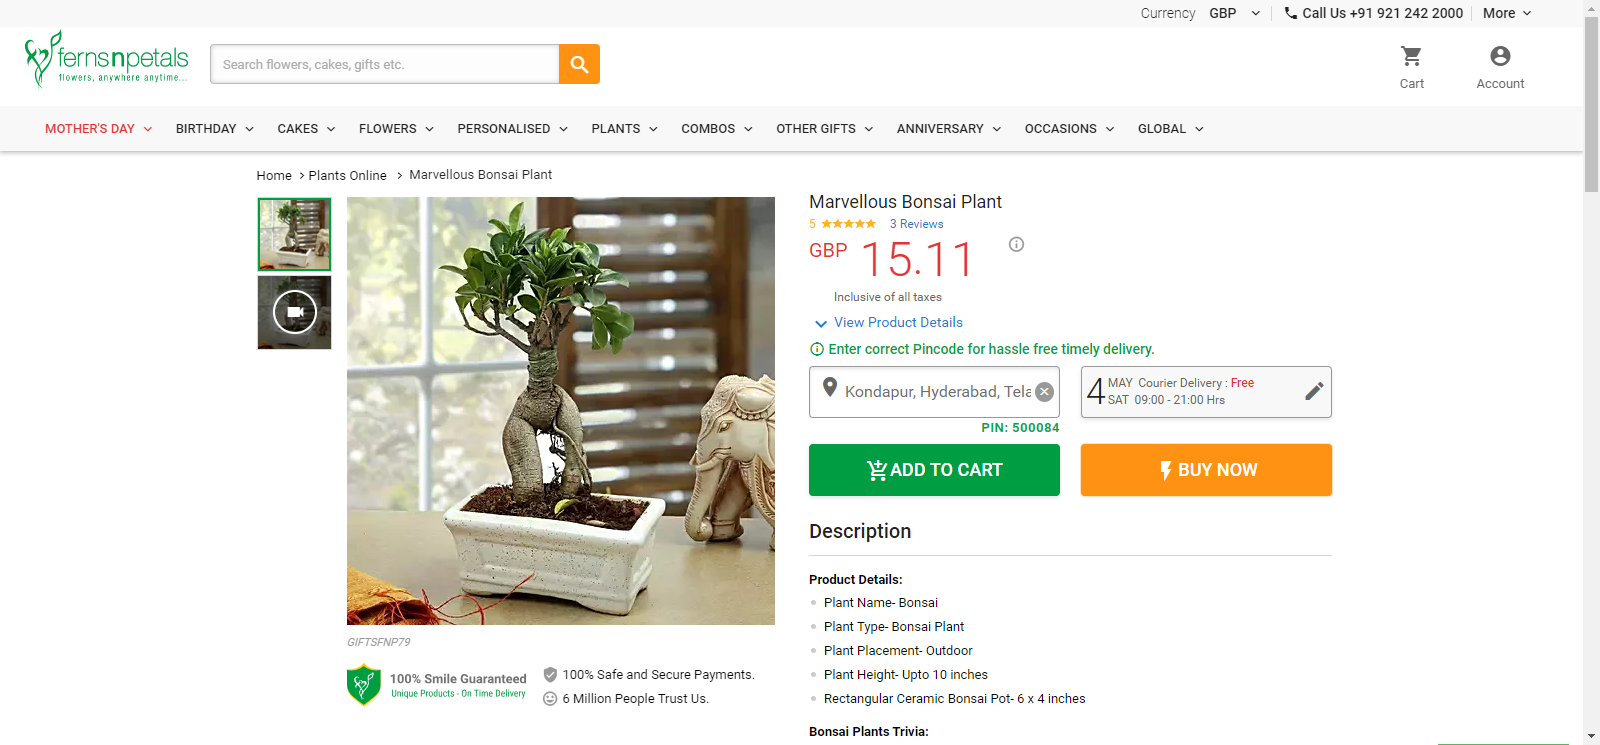 Currency GBP Call Us +91 921 242 2000 More
fernsnpetals
flowers, anywhere anytime...
Search flowers, cakes, gifts etc.
Cart Account
MOTHER'S DAY BIRTHDAY CAKES FLOWERS PERSONALISED PLANTS COMBOS OTHER GIFTS ANNIVERSARY OCCASIONS GLOBAL
Home > Plants Online > Marvellous Bonsai Plant
Marvellous Bonsai Plant
5 ★★★★★ 3 Reviews
GBP 15.11
Inclusive of all taxes
View Product Details
Enter correct Pincode for hassle free timely delivery.
Kondapur, Hyderabad, Tela
PIN: 500084
4 MAY Courier Delivery : Free
SAT 09:00 - 21:00 Hrs
ADD TO CART
BUY NOW
Description
Product Details:
Plant Name- Bonsai
Plant Type- Bonsai Plant
Plant Placement- Outdoor
Plant Height- Upto 10 inches
Rectangular Ceramic Bonsai Pot- 6 x 4 inches
Bonsai Plants Trivia:
GIFTSFNP79
100% Smile Guaranteed
Unique Products - On Time Delivery
100% Safe and Secure Payments.
6 Million People Trust Us.